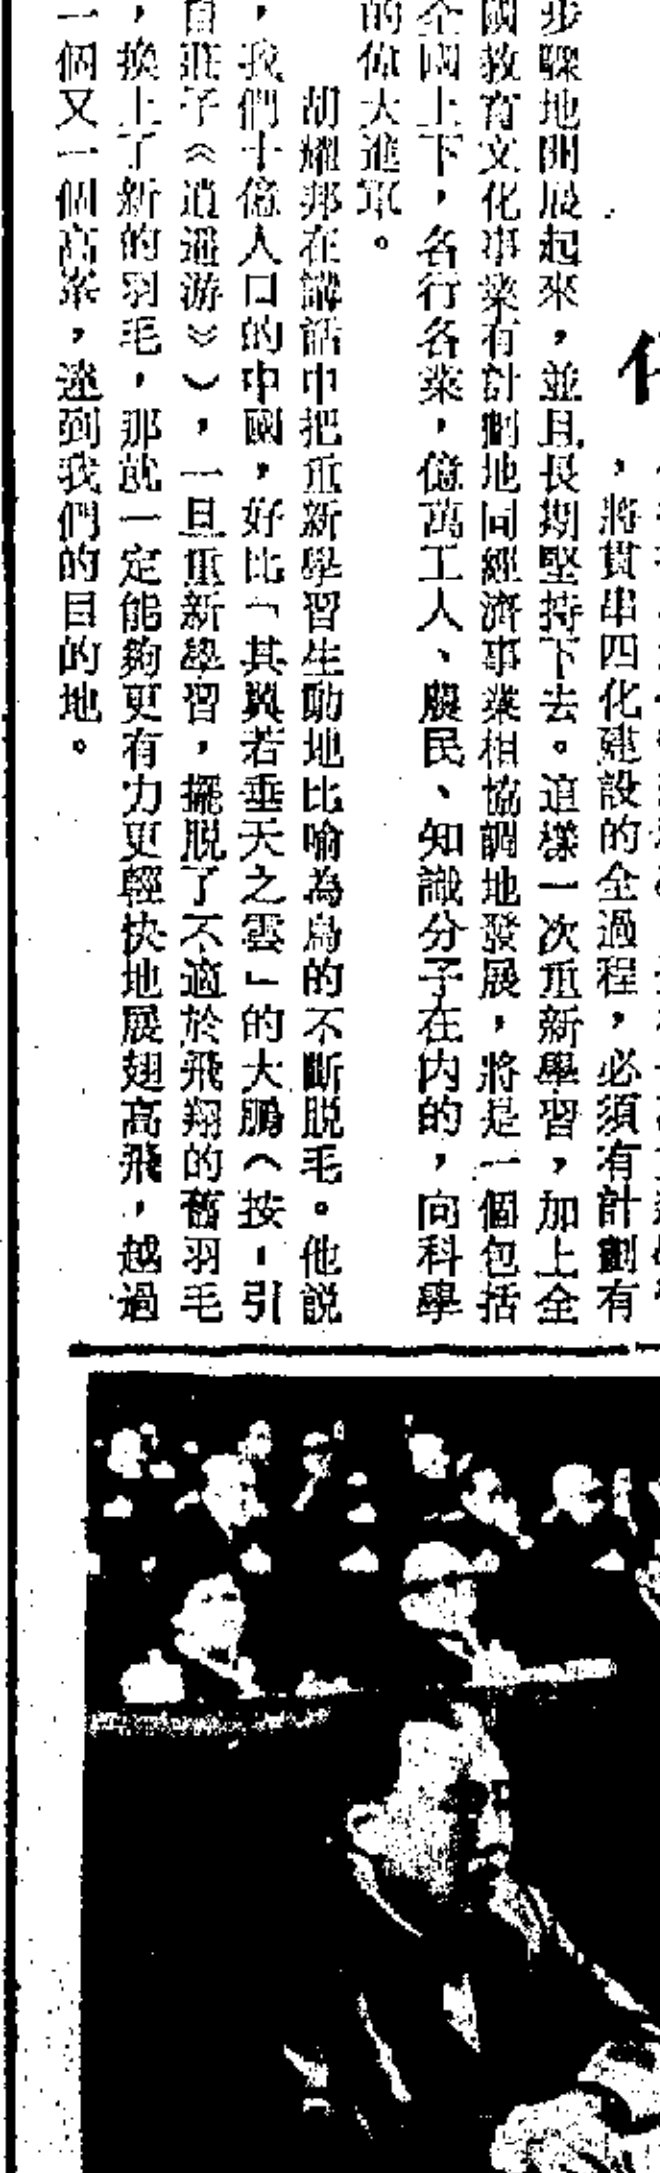 ，將貫串四化建設的全過程，必須有計劃有
步驟地開展起來，並且長期堅持下去。這樣一次重新學習，加上全
國教育文化事業有計劃地同經濟事業相協調地發展，將是一個包括
全國上下，各行各業，億萬工人、農民、知識分子在內的，向科學
的偉大進軍。
胡耀邦在講話中把重新學習生動地比喻為鳥的不斷脱毛。他説
，我們十億人口的中國，好比「其翼若垂天之雲」的大鵬（按：引
自莊子《逍遥游》），一旦重新學習，擺脱了不適於飛翔的舊羽毛
，換上了新的羽毛，那就一定能夠更有力更輕快地展翅高飛，越過
一個又一個高峯，達到我們的目的地。